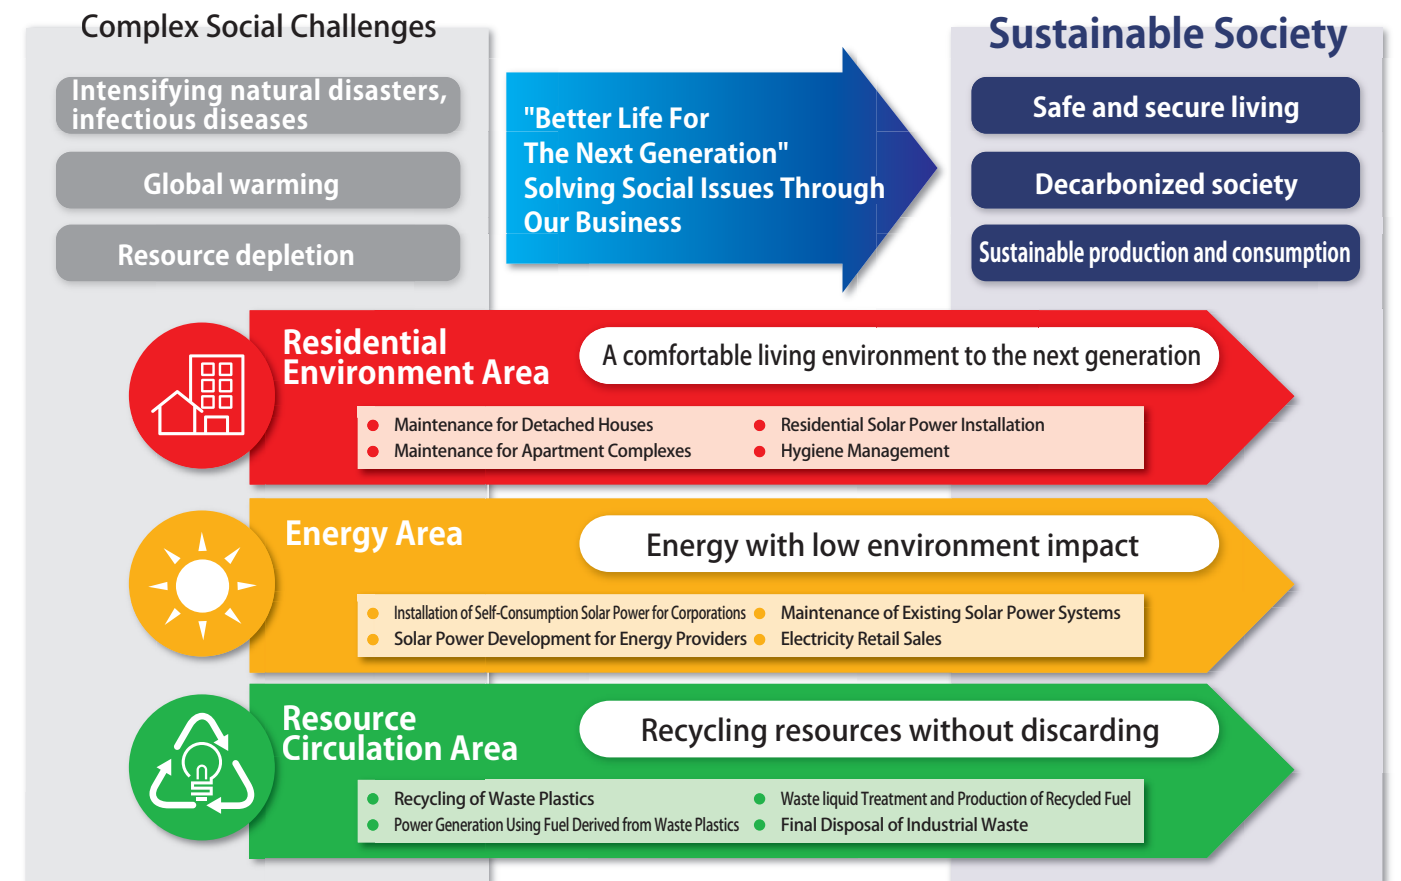 Complex Social Challenges
Intensifying natural disasters,
infectious diseases
Global warming
Resource depletion
"Better Life For
The Next Generation"
Solving Social Issues Through
Our Business
Sustainable Society
Safe and secure living
Decarbonized society
Sustainable production and consumption
Residential
Environment Area
A comfortable living environment to the next generation
Maintenance for Detached Houses
Maintenance for Apartment Complexes
Residential Solar Power Installation
Hygiene Management
Energy Area
Energy with low environment impact
Installation of Self-Consumption Solar Power for Corporations
Solar Power Development for Energy Providers
Maintenance of Existing Solar Power Systems
Electricity Retail Sales
Resource
Circulation Area
Recycling resources without discarding
Recycling of Waste Plastics
Power Generation Using Fuel Derived from Waste Plastics
Waste liquid Treatment and Production of Recycled Fuel
Final Disposal of Industrial Waste